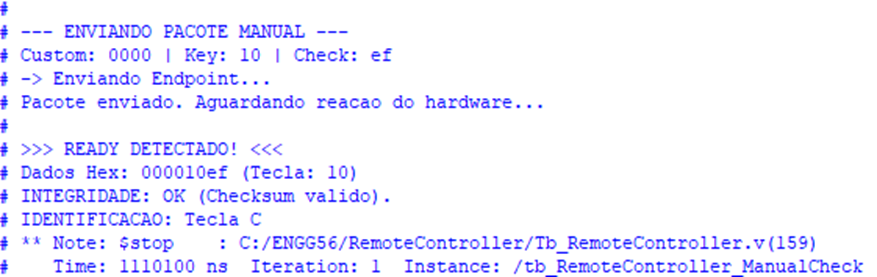 #
# --- ENVIANDO PACOTE MANUAL ---
# Custom: 0000 | Key: 10 | Check: ef
# -> Enviando Endpoint...
# Pacote enviado. Aguardando reacao do hardware...
#
# >>> READY DETECTADO! <<<
# Dados Hex: 000010ef (Tecla: 10)
# INTEGRIDADE: OK (Checksum valido).
# IDENTIFICACAO: Tecla C
# ** Note: $stop    : C:/ENGG56/RemoteController/Tb_RemoteController.v(159)
#    Time: 1110100 ns  Iteration: 1  Instance: /tb_RemoteController_ManualCheck